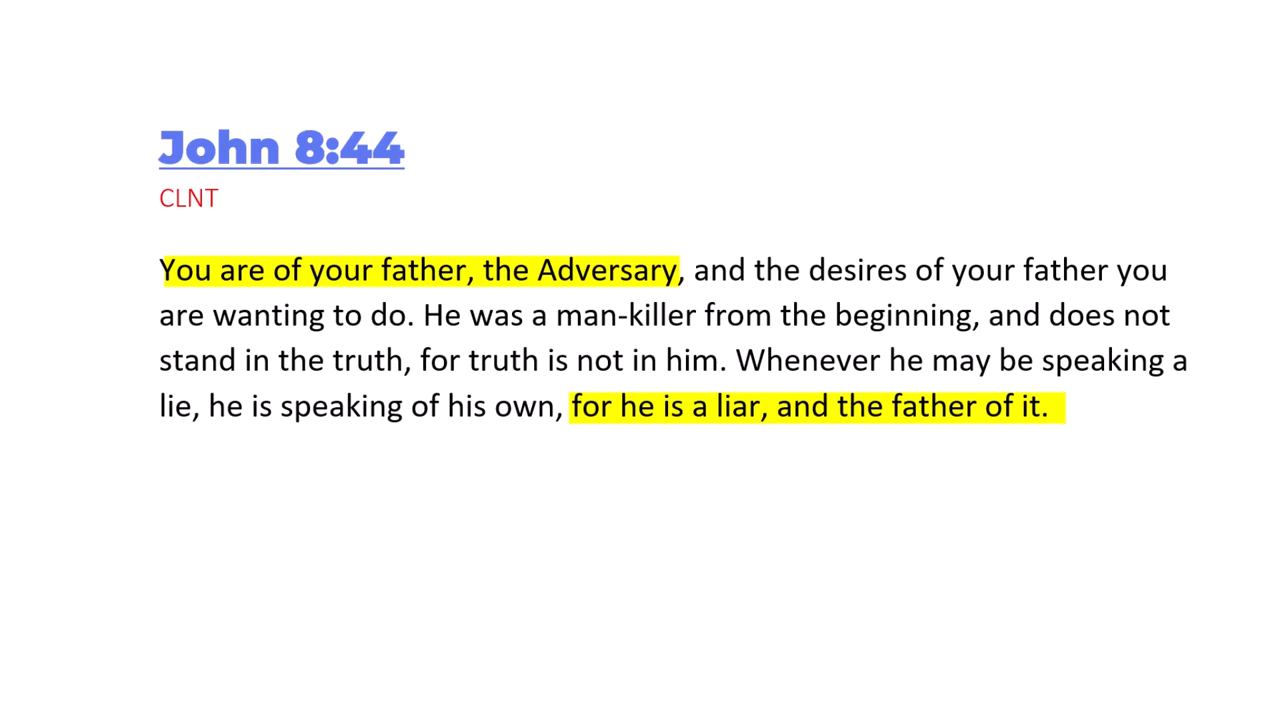 John 8:44
CLNT
You are of your father, the Adversary, and the desires of your father you
are wanting to do. He was a man-killer from the beginning, and does not
stand in the truth, for truth is not in him. Whenever he may be speaking a
lie, he is speaking of his own, for he is a liar, and the father of it.